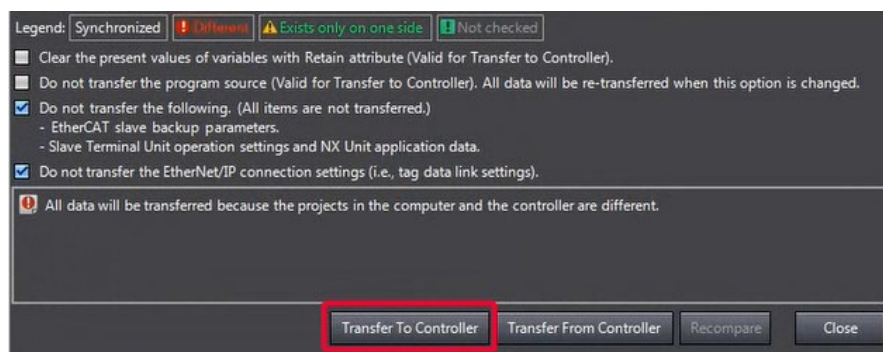 Legend: Synchronized Different Exists only on one side Not checked
Clear the present values of variables with Retain attribute (Valid for Transfer to Controller).
Do not transfer the program source (Valid for Transfer to Controller). All data will be re-transferred when this option is changed.
Do not transfer the following. (All items are not transferred.)
- EtherCAT slave backup parameters.
- Slave Terminal Unit operation settings and NX Unit application data.
Do not transfer the EtherNet/IP connection settings (i.e., tag data link settings).
All data will be transferred because the projects in the computer and the controller are different.
Transfer To Controller Transfer From Controller Recompare Close